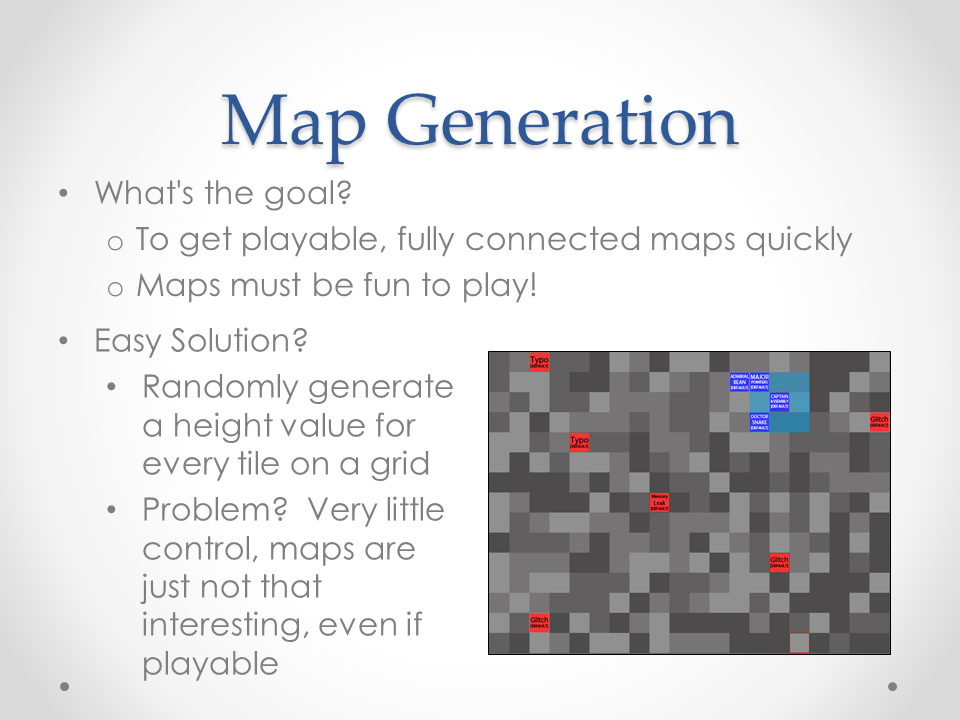 Map Generation
• What's the goal?
o To get playable, fully connected maps quickly
o Maps must be fun to play!
• Easy Solution?
• Randomly generate
a height value for
every tile on a grid
• Problem?  Very little
control, maps are
just not that
interesting, even if
playable
Typo
(DEFAULT)
ADMIRAL
BEAN
(DEFAULT)
MAJOR
POINTERS
(DEFAULT)
CAPTAIN
ASSEMBLY
(DEFAULT)
DOCTOR
SNAKE
(DEFAULT)
Glitch
(DEFAULT)
Typo
(DEFAULT)
Memory
Leak
(DEFAULT)
Glitch
(DEFAULT)
Glitch
(DEFAULT)